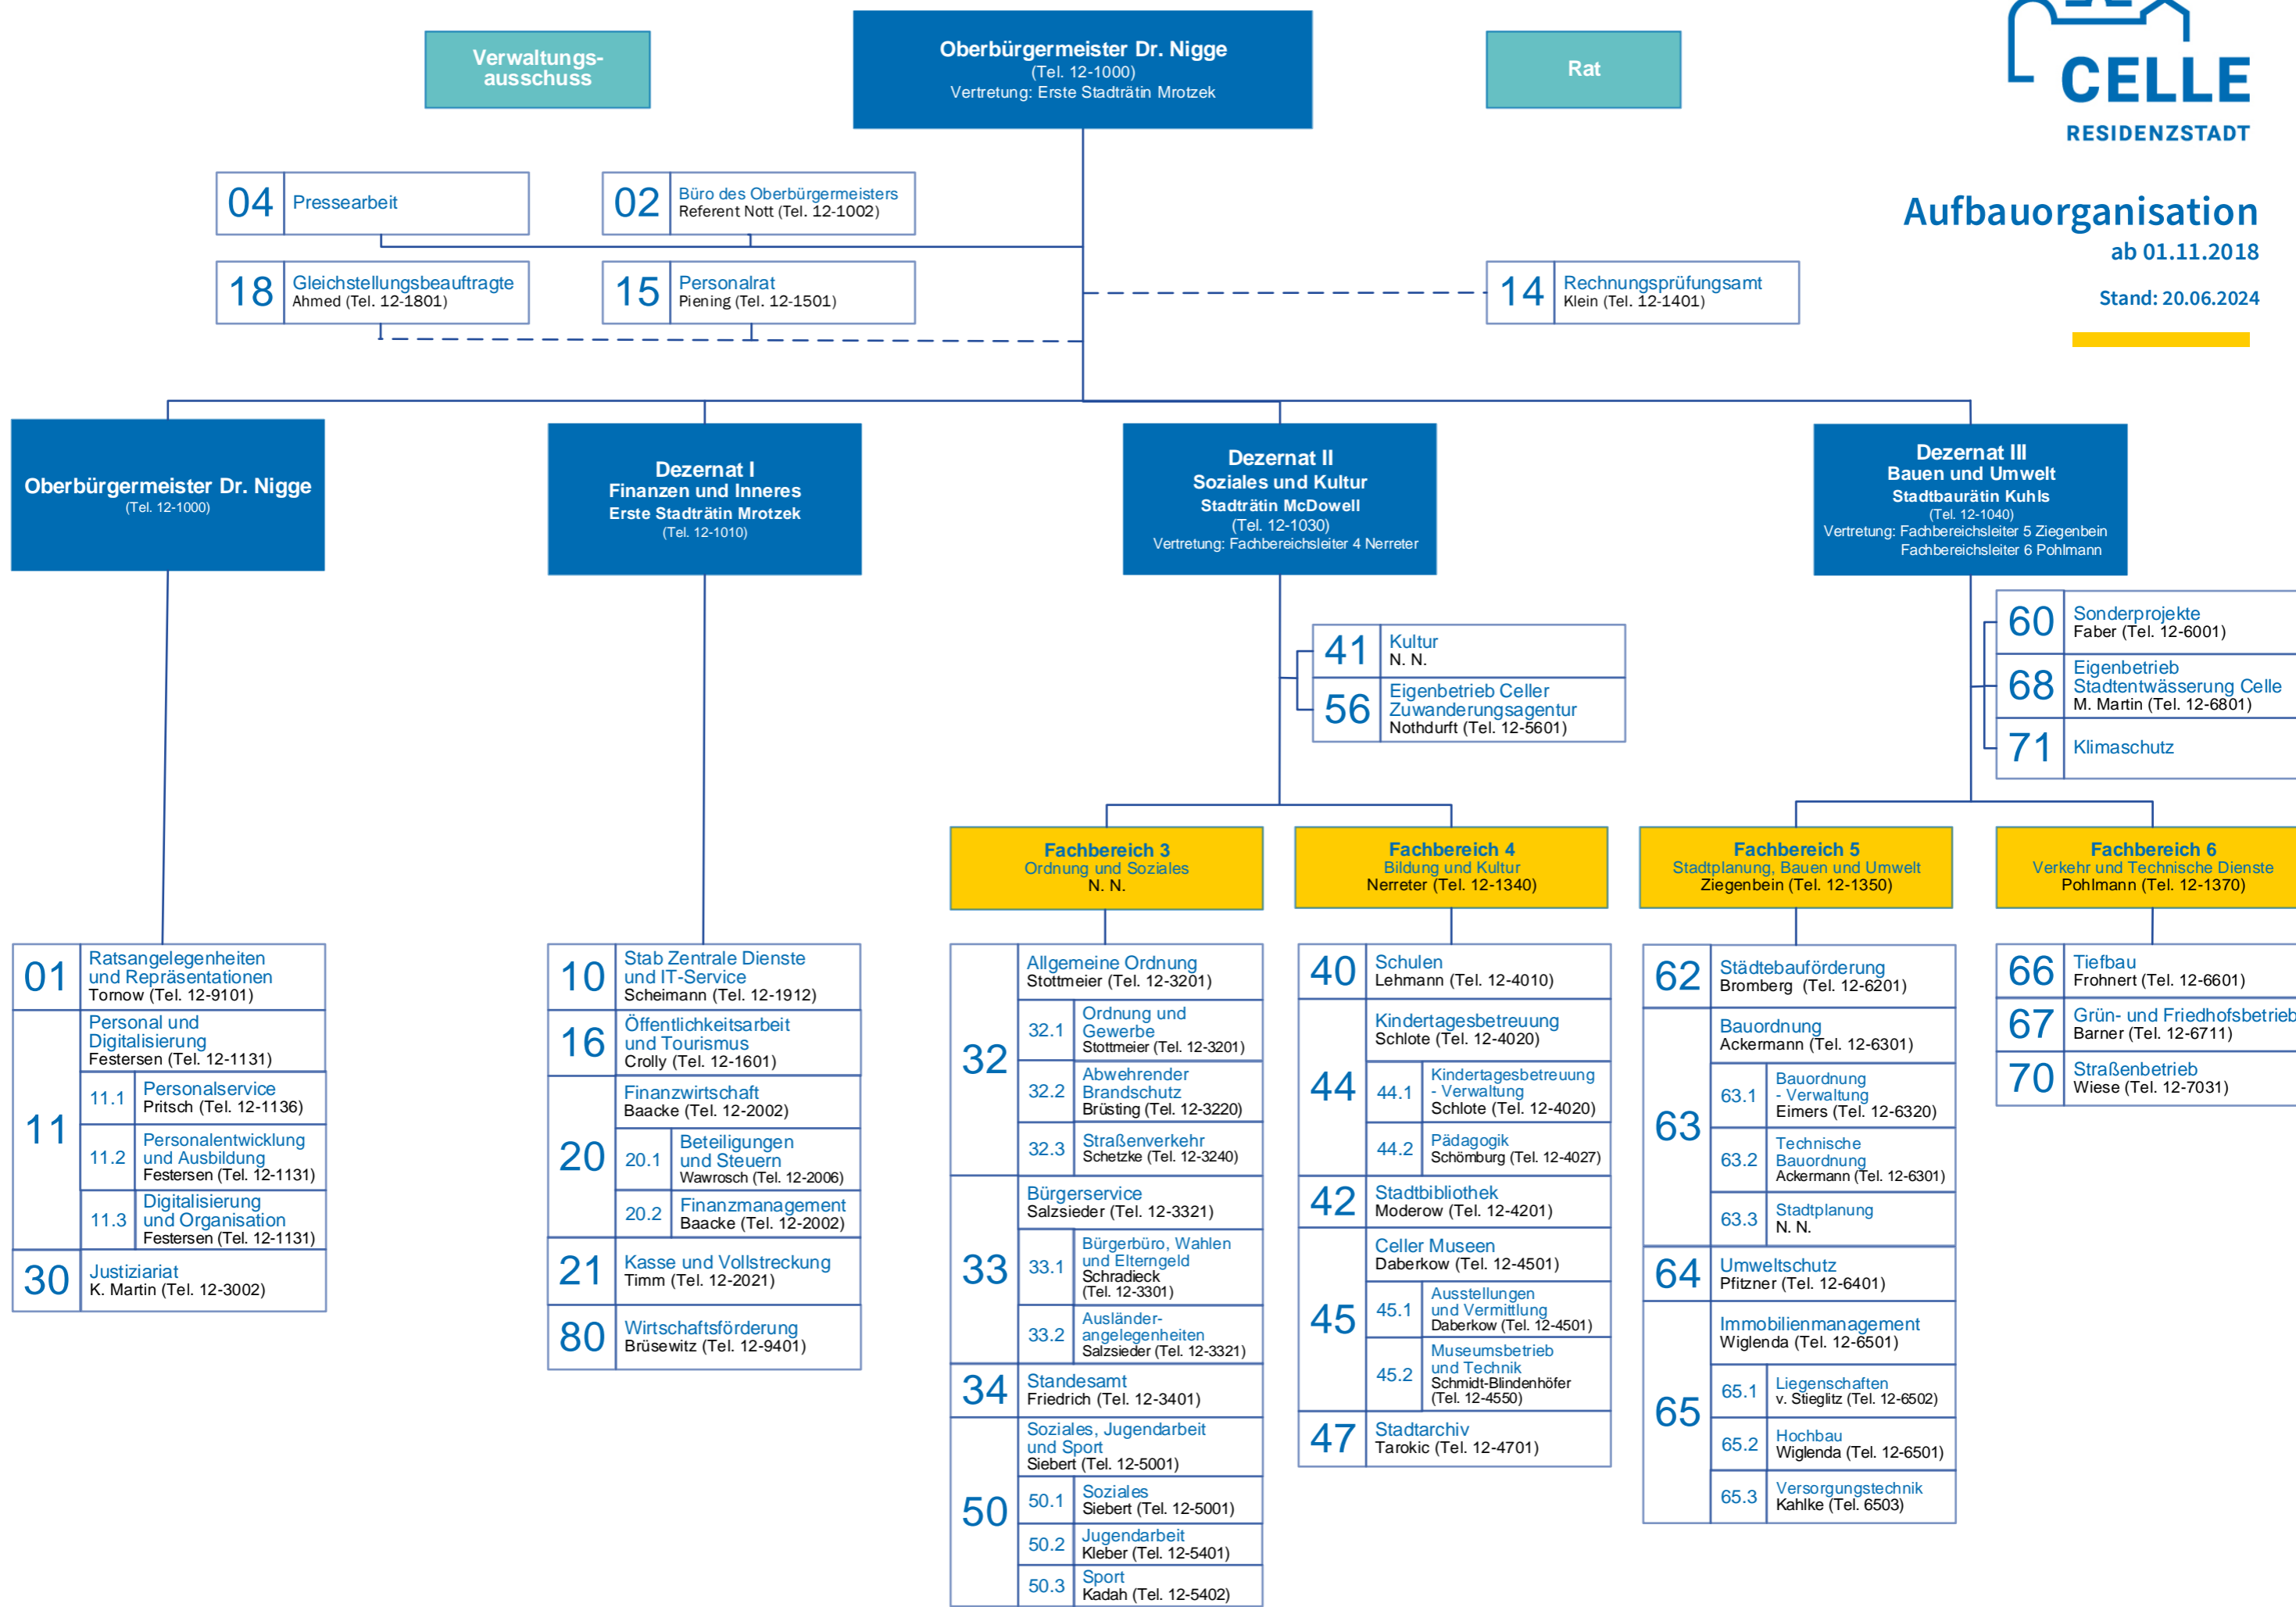 Verwaltungs-
ausschuss
Oberbürgermeister Dr. Nigge
(Tel. 12-1000)
Vertretung: Erste Stadträtin Mrotzek
Rat
CELLE
RESIDENZSTADT
Aufbauorganisation
ab 01.11.2018
Stand: 20.06.2024
04
Pressearbeit
02
Büro des Oberbürgermeisters
Referent Nott (Tel. 12-1002)
18
Gleichstellungsbeauftragte
Ahmed (Tel. 12-1801)
15
Personalrat
Piening (Tel. 12-1501)
14
Rechnungsprüfungsamt
Klein (Tel. 12-1401)
Oberbürgermeister Dr. Nigge
(Tel. 12-1000)
Dezernat I
Finanzen und Inneres
Erste Stadträtin Mrotzek
(Tel. 12-1010)
Dezernat II
Soziales und Kultur
Stadträtin McDowell
(Tel. 12-1030)
Vertretung: Fachbereichsleiter 4 Nerreter
Dezernat III
Bauen und Umwelt
Stadtbaurätin Kuhls
(Tel. 12-1040)
Vertretung: Fachbereichsleiter 5 Ziegenbein
Fachbereichsleiter 6 Pohlmann
41
Kultur
N. N.
56
Eigenbetrieb Celler
Zuwanderungsagentur
Nothdurft (Tel. 12-5601)
60
Sonderprojekte
Faber (Tel. 12-6001)
68
Eigenbetrieb
Stadtentwässerung Celle
M. Martin (Tel. 12-6801)
71
Klimaschutz
Fachbereich 3
Ordnung und Soziales
N. N.
Fachbereich 4
Bildung und Kultur
Nerreter (Tel. 12-1340)
Fachbereich 5
Stadtplanung, Bauen und Umwelt
Ziegenbein (Tel. 12-1350)
Fachbereich 6
Verkehr und Technische Dienste
Pohlmann (Tel. 12-1370)
01
Ratsangelegenheiten
und Repräsentationen
Tornow (Tel. 12-9101)
11
Personal und
Digitalisierung
Festersen (Tel. 12-1131)
11.1
Personalservice
Pritsch (Tel. 12-1136)
11.2
Personalentwicklung
und Ausbildung
Festersen (Tel. 12-1131)
11.3
Digitalisierung
und Organisation
Festersen (Tel. 12-1131)
30
Justiziariat
K. Martin (Tel. 12-3002)
10
Stab Zentrale Dienste
und IT-Service
Scheimann (Tel. 12-1912)
16
Öffentlichkeitsarbeit
und Tourismus
Crolly (Tel. 12-1601)
20
Finanzwirtschaft
Baacke (Tel. 12-2002)
20.1
Beteiligungen
und Steuern
Wawrosch (Tel. 12-2006)
20.2
Finanzmanagement
Baacke (Tel. 12-2002)
21
Kasse und Vollstreckung
Timm (Tel. 12-2021)
80
Wirtschaftsförderung
Brüsewitz (Tel. 12-9401)
32
Allgemeine Ordnung
Stottmeier (Tel. 12-3201)
32.1
Ordnung und
Gewerbe
Stottmeier (Tel. 12-3201)
32.2
Abwehrender
Brandschutz
Brüsting (Tel. 12-3220)
32.3
Straßenverkehr
Schetzke (Tel. 12-3240)
33
Bürgerservice
Salzsieder (Tel. 12-3321)
33.1
Bürgerbüro, Wahlen
und Elterngeld
Schradieck
(Tel. 12-3301)
33.2
Ausländer-
angelegenheiten
Salzsieder (Tel. 12-3321)
34
Standesamt
Friedrich (Tel. 12-3401)
50
Soziales, Jugendarbeit
und Sport
Siebert (Tel. 12-5001)
50.1
Soziales
Siebert (Tel. 12-5001)
50.2
Jugendarbeit
Kleber (Tel. 12-5401)
50.3
Sport
Kadah (Tel. 12-5402)
40
Schulen
Lehmann (Tel. 12-4010)
44
Kindertagesbetreuung
Schlote (Tel. 12-4020)
44.1
Kindertagesbetreuung
- Verwaltung
Schlote (Tel. 12-4020)
44.2
Pädagogik
Schömburg (Tel. 12-4027)
42
Stadtbibliothek
Moderow (Tel. 12-4201)
45
Celler Museen
Daberkow (Tel. 12-4501)
45.1
Ausstellungen
und Vermittlung
Daberkow (Tel. 12-4501)
45.2
Museumsbetrieb
und Technik
Schmidt-Blindenhöfer
(Tel. 12-4550)
47
Stadtarchiv
Tarokic (Tel. 12-4701)
62
Städtebauförderung
Bromberg (Tel. 12-6201)
63
Bauordnung
Ackermann (Tel. 12-6301)
63.1
Bauordnung
- Verwaltung
Eimers (Tel. 12-6320)
63.2
Technische
Bauordnung
Ackermann (Tel. 12-6301)
63.3
Stadtplanung
N. N.
64
Umweltschutz
Pfitzner (Tel. 12-6401)
65
Immobilienmanagement
Wiglenda (Tel. 12-6501)
65.1
Liegenschaften
v. Stieglitz (Tel. 12-6502)
65.2
Hochbau
Wiglenda (Tel. 12-6501)
65.3
Versorgungstechnik
Kahlke (Tel. 6503)
66
Tiefbau
Frohnert (Tel. 12-6601)
67
Grün- und Friedhofsbetrieb
Barner (Tel. 12-6711)
70
Straßenbetrieb
Wiese (Tel. 12-7031)